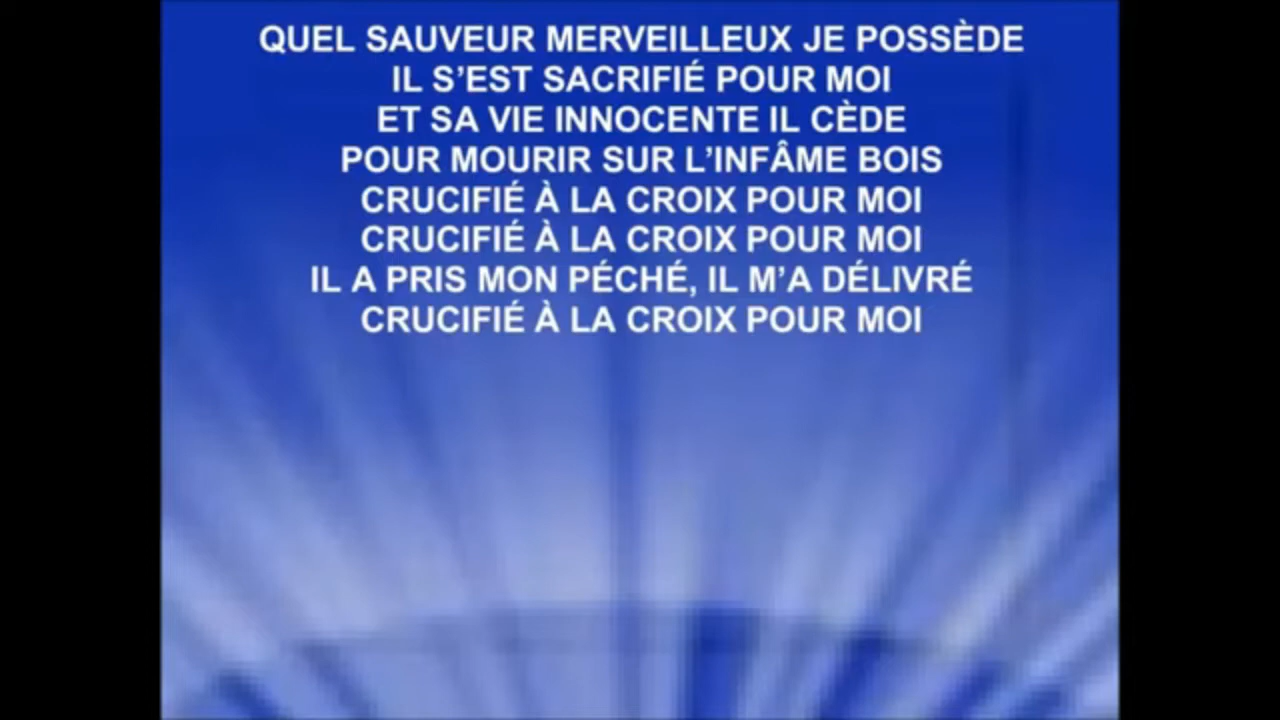 QUEL SAUVEUR MERVEILLEUX JE POSSÈDE
IL S’EST SACRIFIÉ POUR MOI
ET SA VIE INNOCENTE IL CÈDE
POUR MOURIR SUR L’INFÂME BOIS
CRUCIFIÉ À LA CROIX POUR MOI
CRUCIFIÉ À LA CROIX POUR MOI
IL A PRIS MON PÉCHÉ, IL M’A DÉLIVRÉ
CRUCIFIÉ À LA CROIX POUR MOI